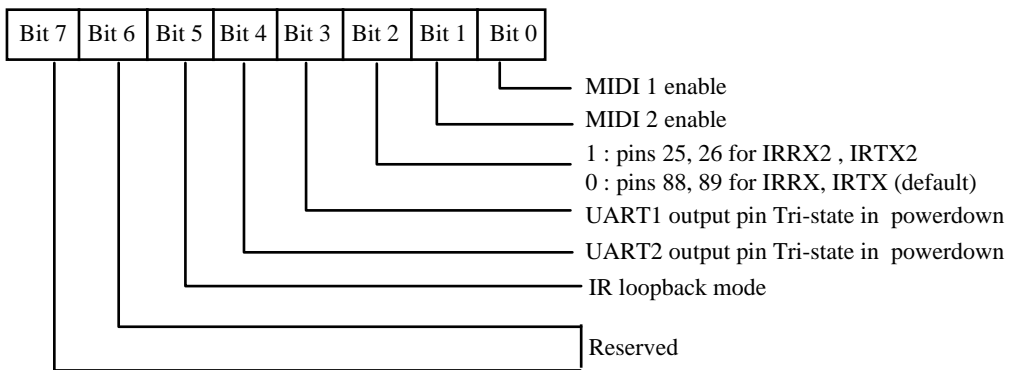 Bit 7 Bit 6 Bit 5 Bit 4 Bit 3 Bit 2 Bit 1 Bit 0
MIDI 1 enable
MIDI 2 enable
1 : pins 25, 26 for IRRX2 , IRTX2
0 : pins 88, 89 for IRRX, IRTX (default)
UART1 output pin Tri-state in powerdown
UART2 output pin Tri-state in powerdown
IR loopback mode
Reserved